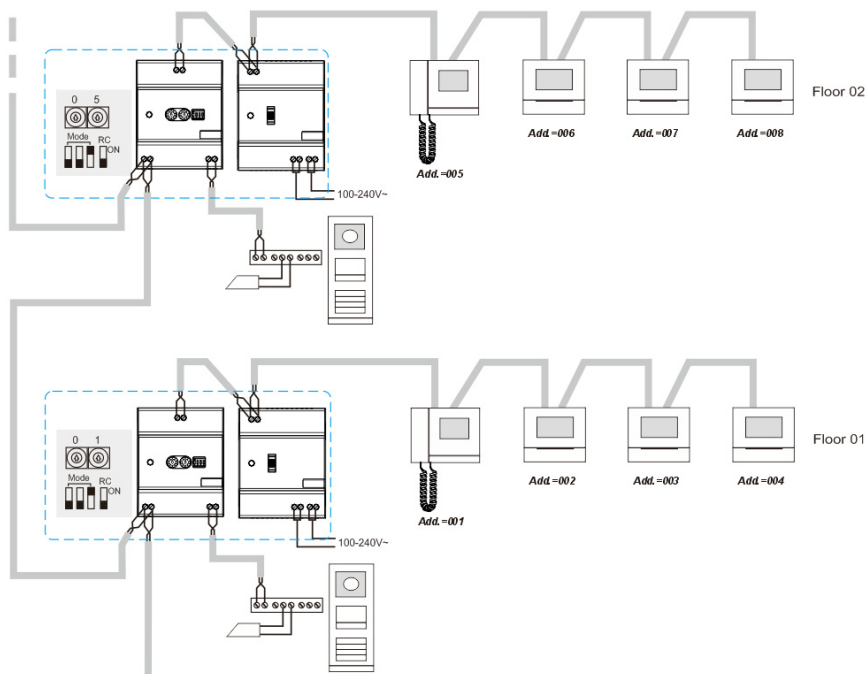 0 5
Mode RC
ON
100-240V~
Add.=005
Add.=006
Add.=007
Add.=008
Floor 02
0 1
Mode RC
ON
100-240V~
Add.=001
Add.=002
Add.=003
Add.=004
Floor 01